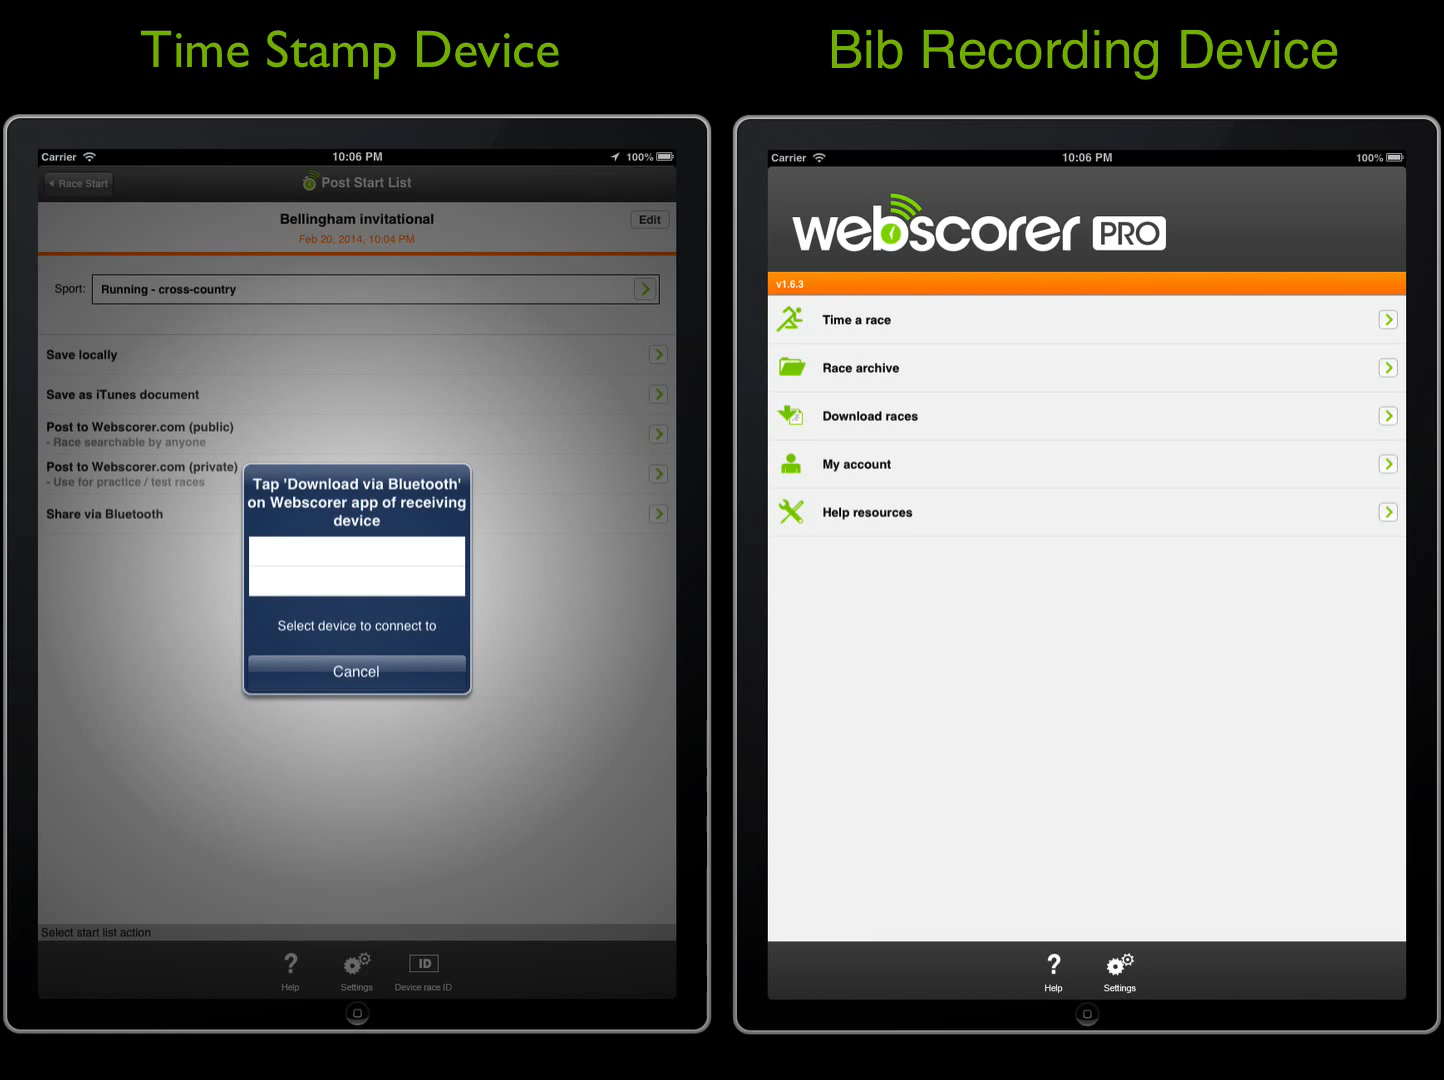 Time Stamp Device
Bib Recording Device
Carrier
10:06 PM
100%
Race Start
Post Start List
Bellingham invitational
Edit
Feb 20, 2014, 10:04 PM
Sport:
Running - cross-country
Save locally
Save as iTunes document
Post to Webscorer.com (public)
- Race searchable by anyone
Post to Webscorer.com (private)
- Use for practice / test races
Share via Bluetooth
Tap 'Download via Bluetooth'
on Webscorer app of receiving
device
Select device to connect to
Cancel
Select start list action
ID
Help
Settings
Device race ID
Carrier
10:06 PM
100%
webscorer PRO
v1.6.3
Time a race
Race archive
Download races
My account
Help resources
Help
Settings